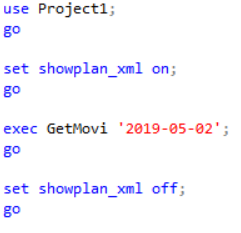 use Project1;
go
set showplan_xml on;
go
exec GetMovi '2019-05-02';
go
set showplan_xml off;
go